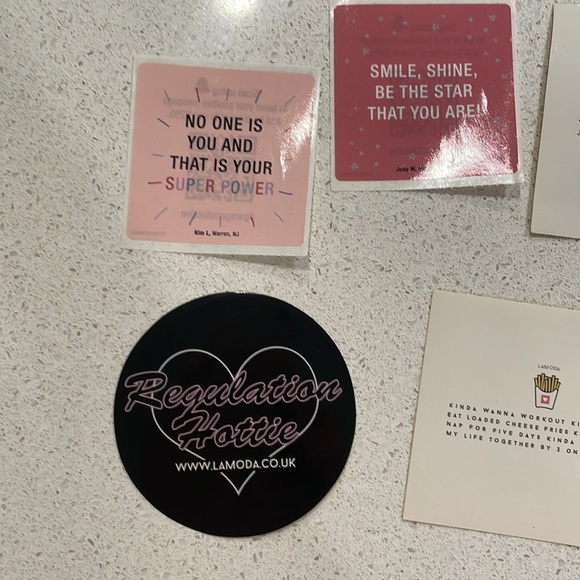 NO ONE IS
YOU AND
THAT IS YOUR
SUPER POWER
Kim L, Warren, NJ
SMILE, SHINE,
BE THE STAR
THAT YOU ARE!
Judy W,
Regulation
Hottie
WWW.LAMODA.CO.UK
LAMODA
KINDA WANNA WORKOUT
EAT LOADED CHEESE FRIES
NAP FOR FIVE DAYS KINDA
MY LIFE TOGETHER BY 3 ON